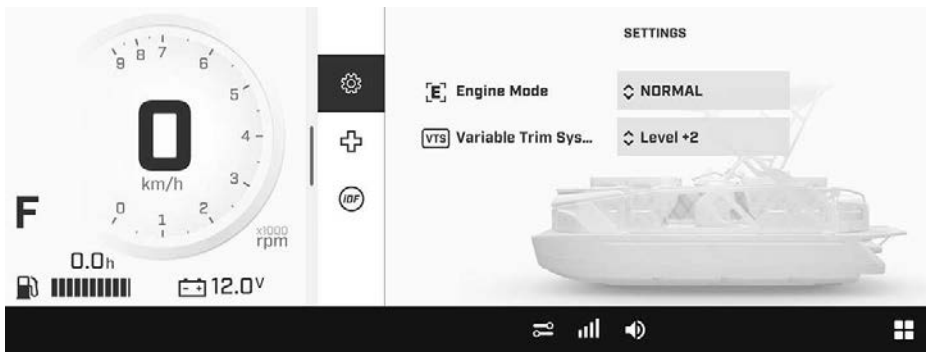 9 8 7 6 5 4 3 2 1 0
0
km/h
x1000
rpm
F
0.0h
12.0V
iDF
SETTINGS
[E] Engine Mode
NORMAL
VTS Variable Trim Sys...
Level +2